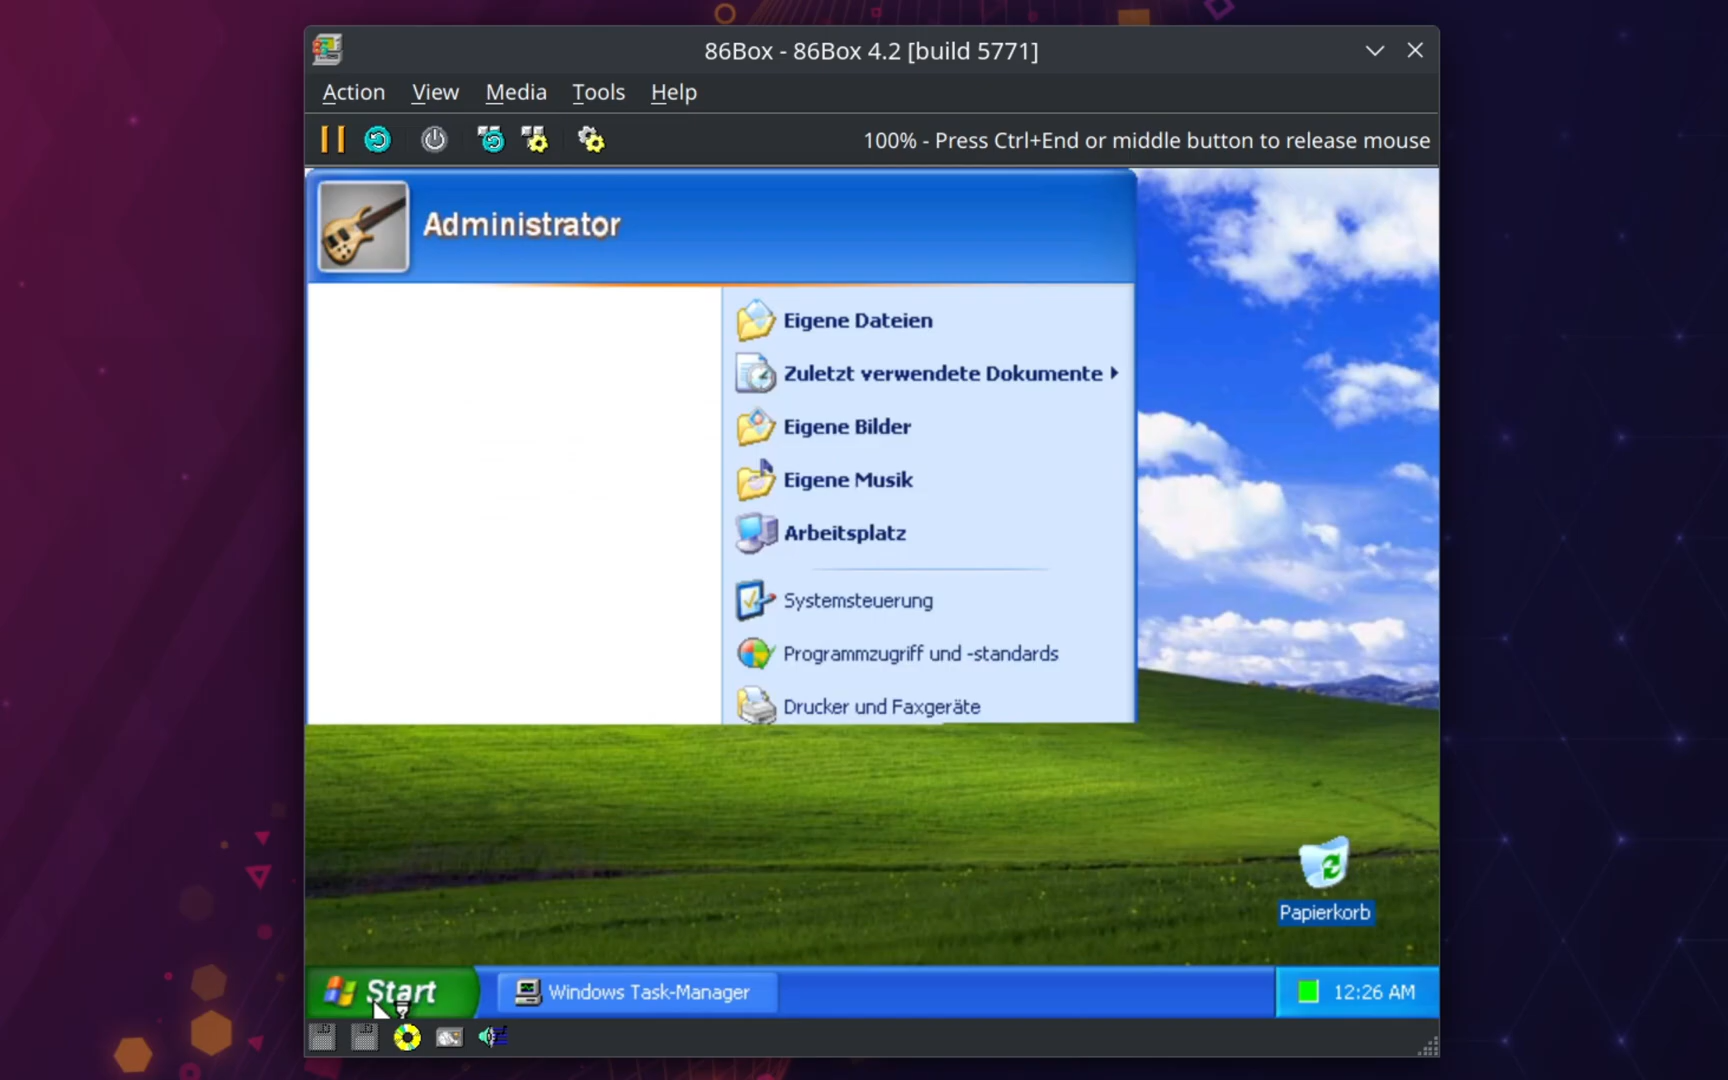 86Box - 86Box 4.2 [build 5771]
Action View Media Tools Help
100% - Press Ctrl+End or middle button to release mouse
Administrator
Eigene Dateien
Zuletzt verwendete Dokumente
Eigene Bilder
Eigene Musik
Arbeitsplatz
Systemsteuerung
Programmzugriff und -standards
Drucker und Faxgeräte
Papierkorb
Start Windows Task-Manager 12:26 AM